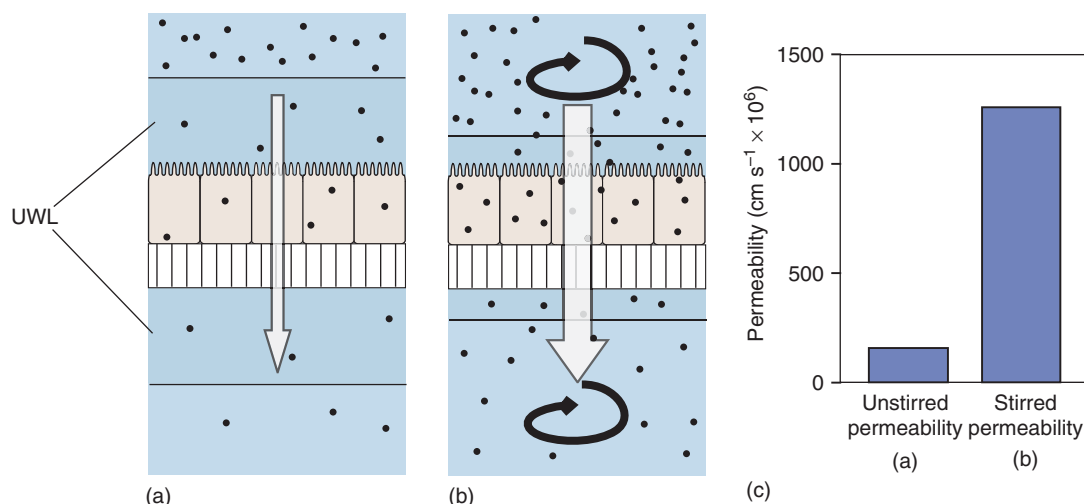 UWL
(a)
(b)
Permeability (cm s⁻¹ × 10⁶)
1500
1000
500
0
Unstirred
permeability
(a)
Stirred
permeability
(b)
(c)